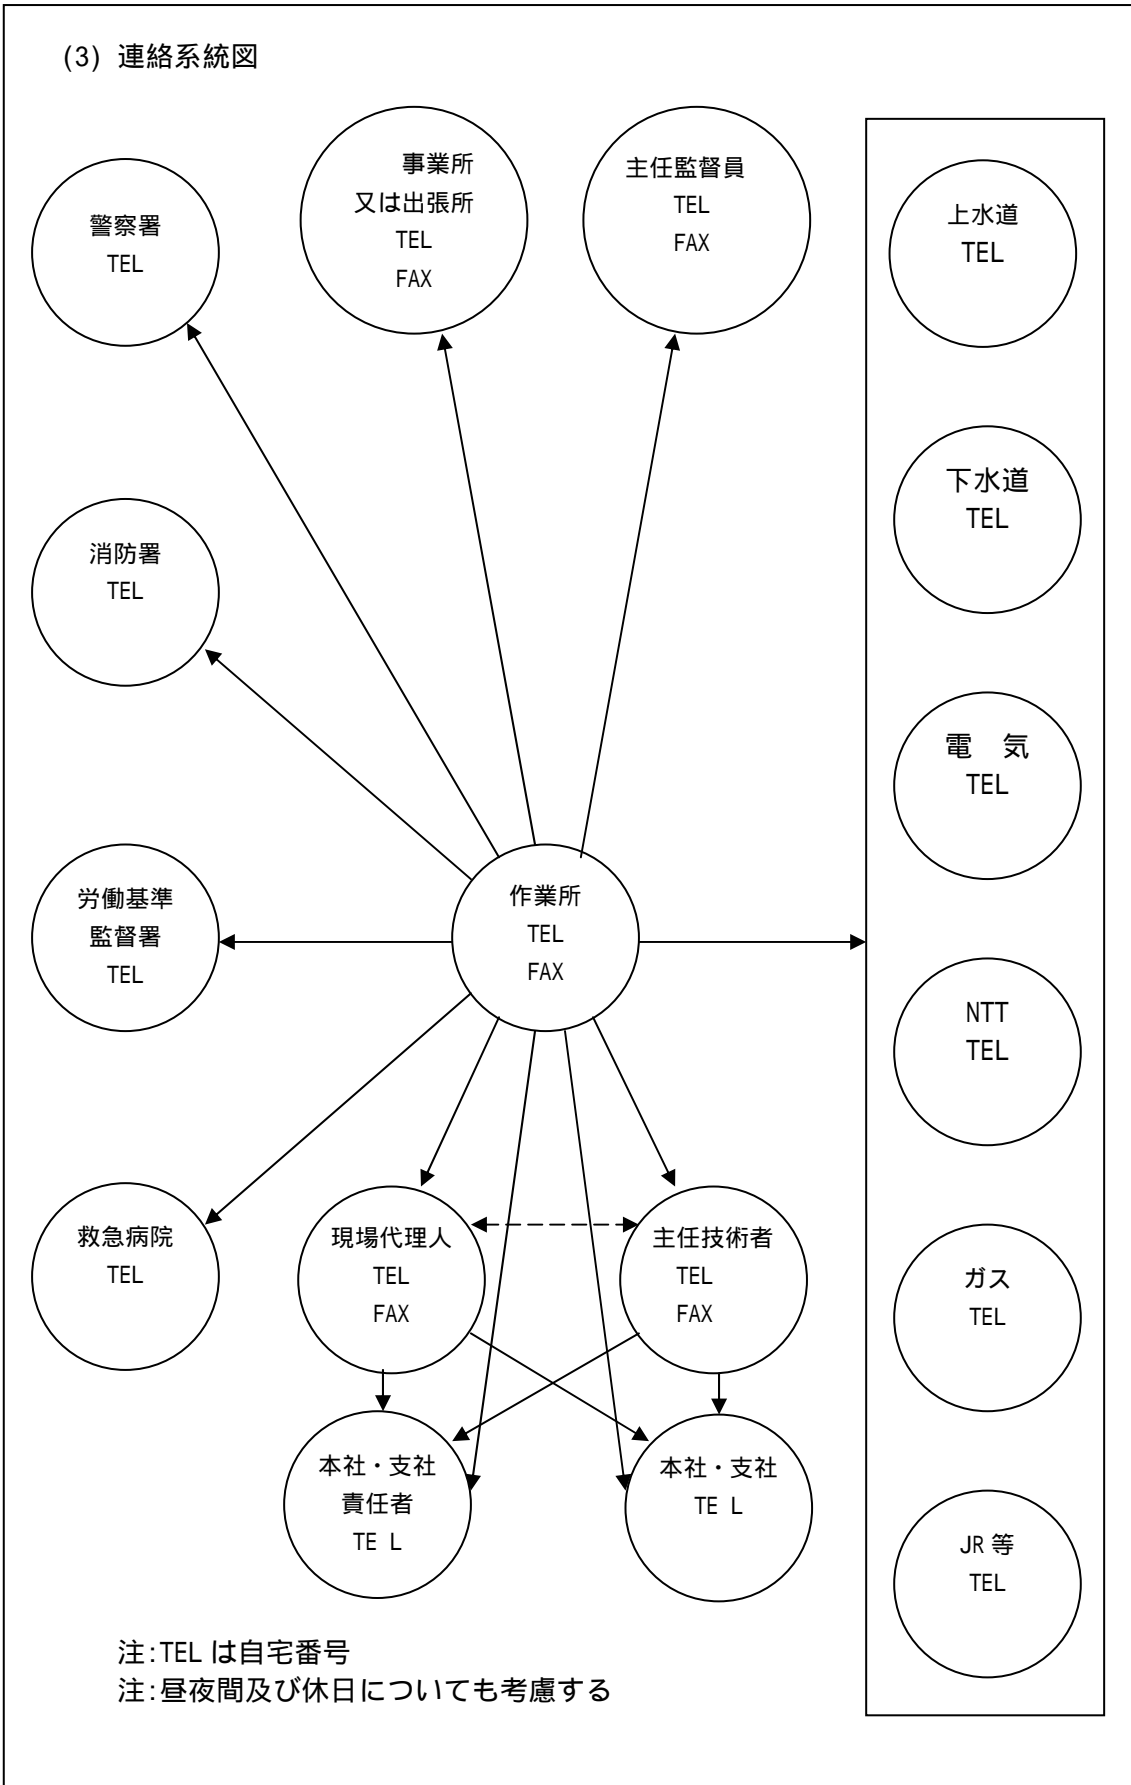 (3) 連絡系統図
警察署
TEL
事業所
又は出張所
TEL
FAX
主任監督員
TEL
FAX
上水道
TEL
下水道
TEL
消防署
TEL
電　気
TEL
労働基準
監督署
TEL
作業所
TEL
FAX
NTT
TEL
救急病院
TEL
現場代理人
TEL
FAX
主任技術者
TEL
FAX
ガス
TEL
本社・支社
責任者
TE L
本社・支社
TE L
JR 等
TEL
注:TEL は自宅番号
注:昼夜間及び休日についても考慮する